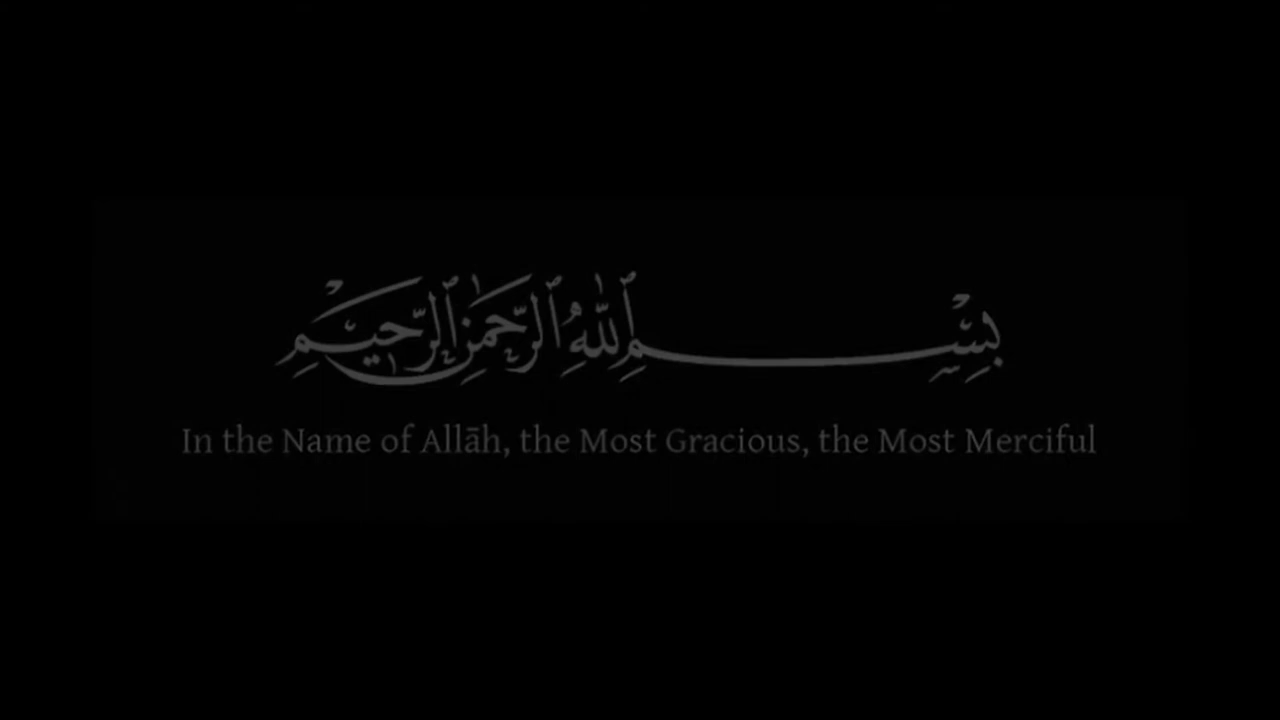 بِسْمِ ٱللَّهِ ٱلرَّحْمَٰنِ ٱلرَّحِيمِ
In the Name of Allāh, the Most Gracious, the Most Merciful